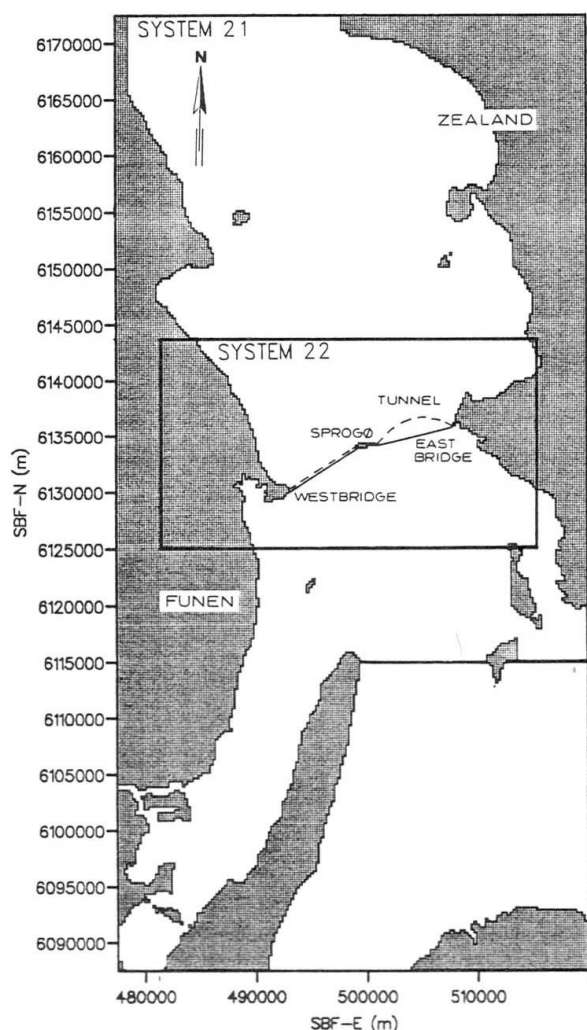 SYSTEM 21
N
ZEALAND
SYSTEM 22
TUNNEL
SPROGØ
EAST
BRIDGE
WESTBRIDGE
FUNEN
SBF-N (m)
6170000
6165000
6160000
6155000
6150000
6145000
6140000
6135000
6130000
6125000
6120000
6115000
6110000
6105000
6100000
6095000
6090000
480000
490000
500000
510000
SBF-E (m)